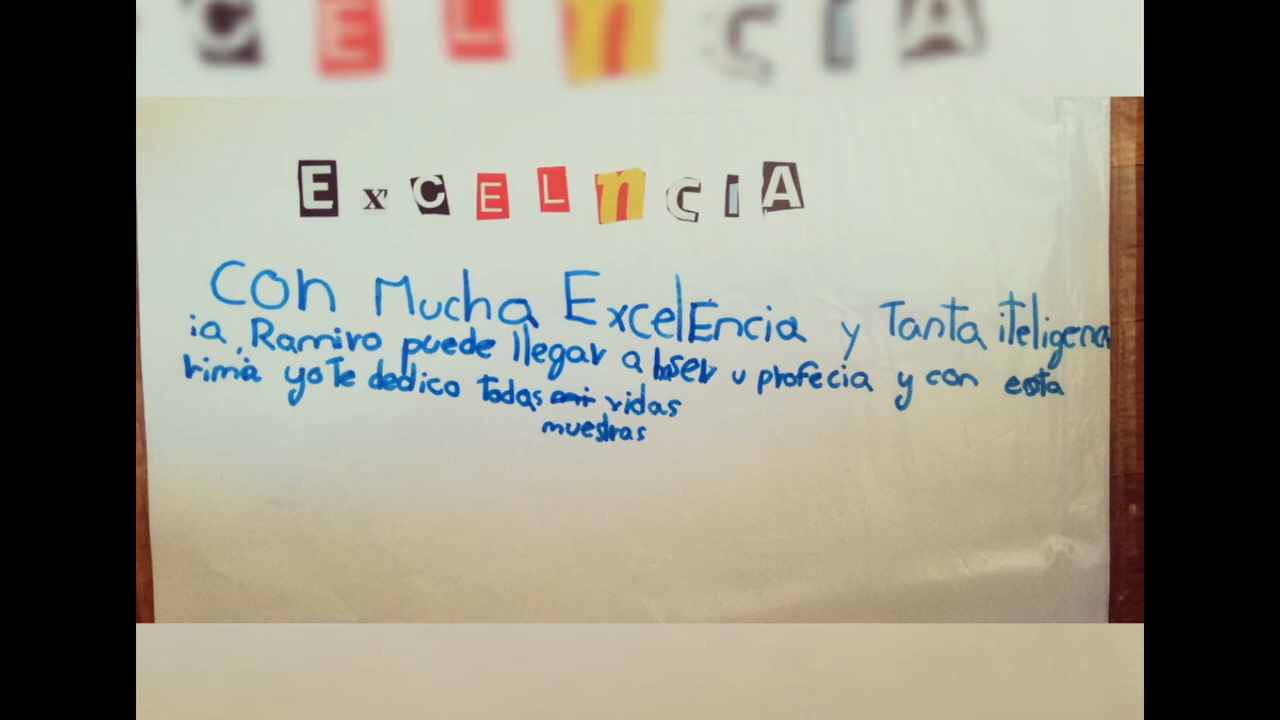 CELnCIA
ExCELnCIA
con Mucha ExcelEncia y Tanta iteligenc
ia, Ramiro puede llegar a ser u profecia y con esta
rima yo Te dedico todas vidas
muestras